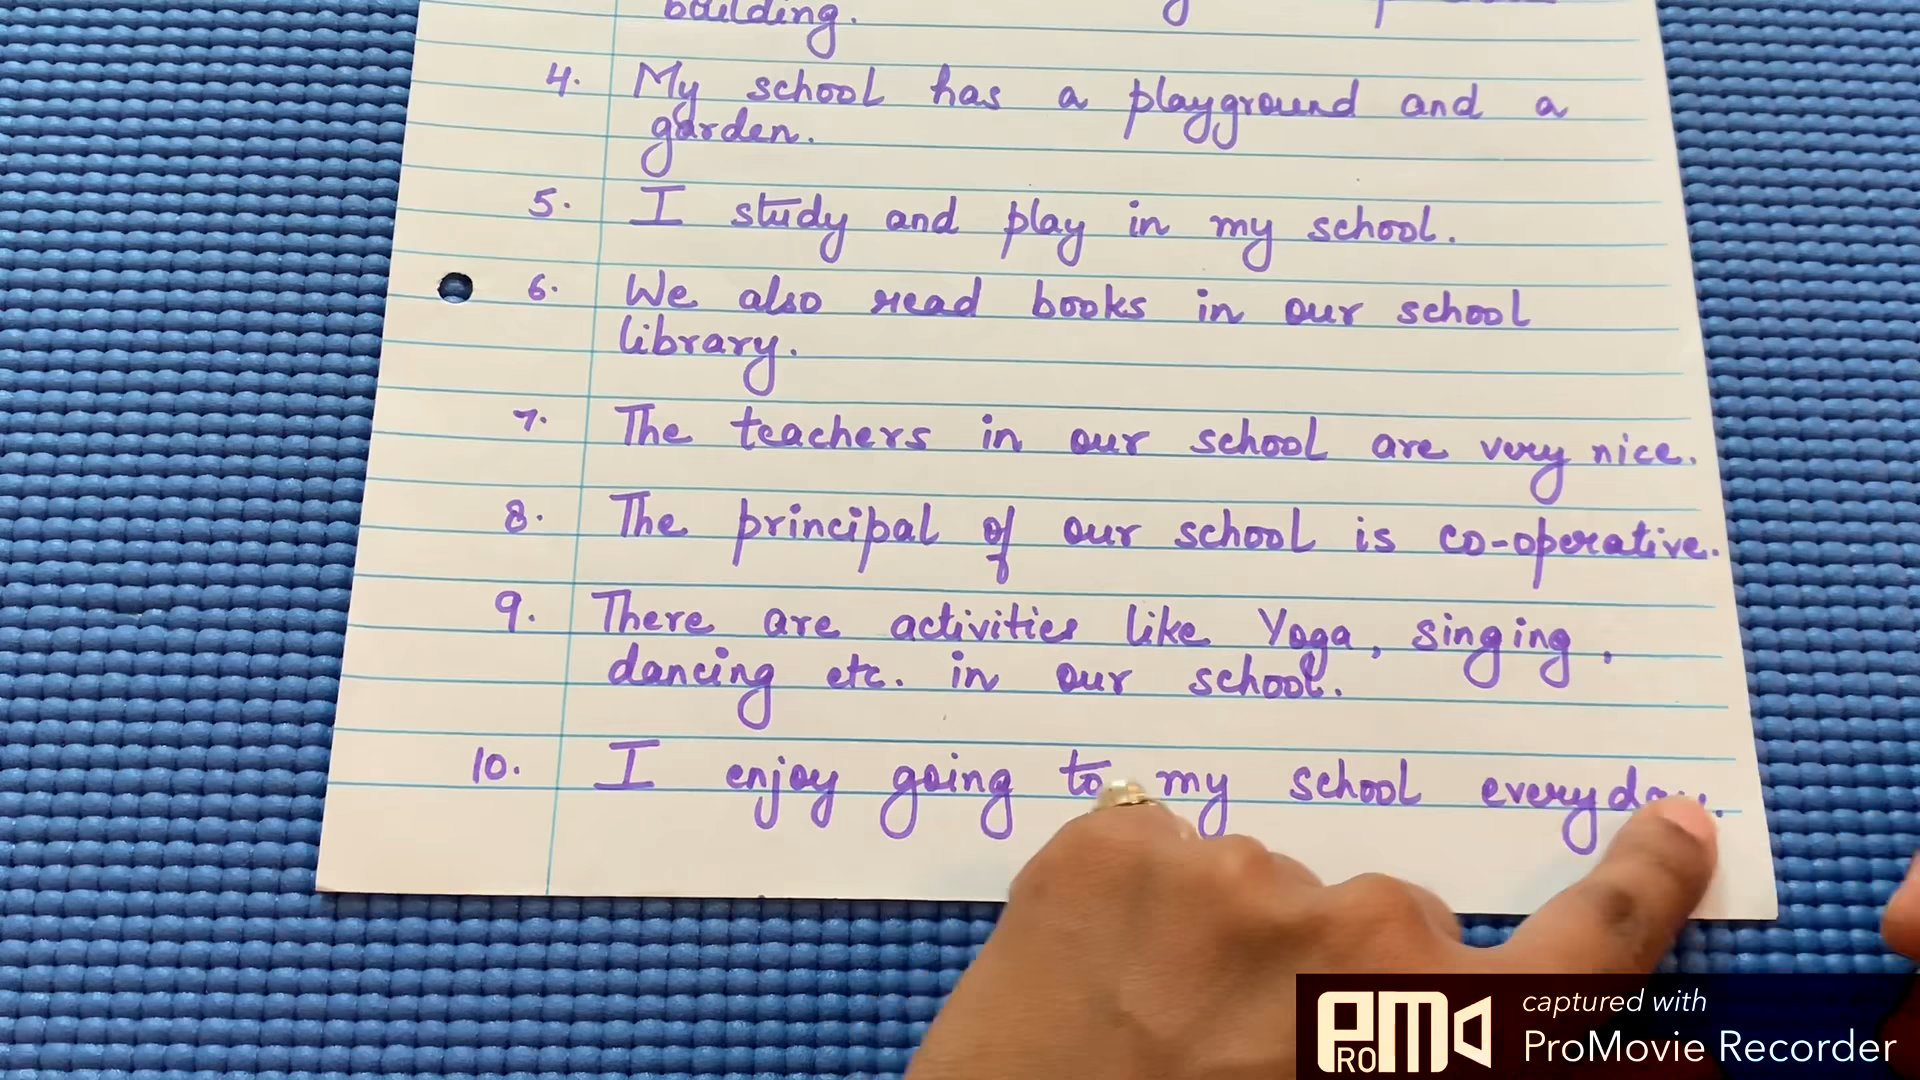 building.
4. My school has a playground and a
garden.
5. I study and play in my school.
6. We also read books in our school
library.
7. The teachers in our school are very nice.
8. The principal of our school is co-operative.
9. There are activities like Yoga, singing,
dancing etc. in our school.
10. I enjoy going to my school everyday.
captured with
PRO M
ProMovie Recorder